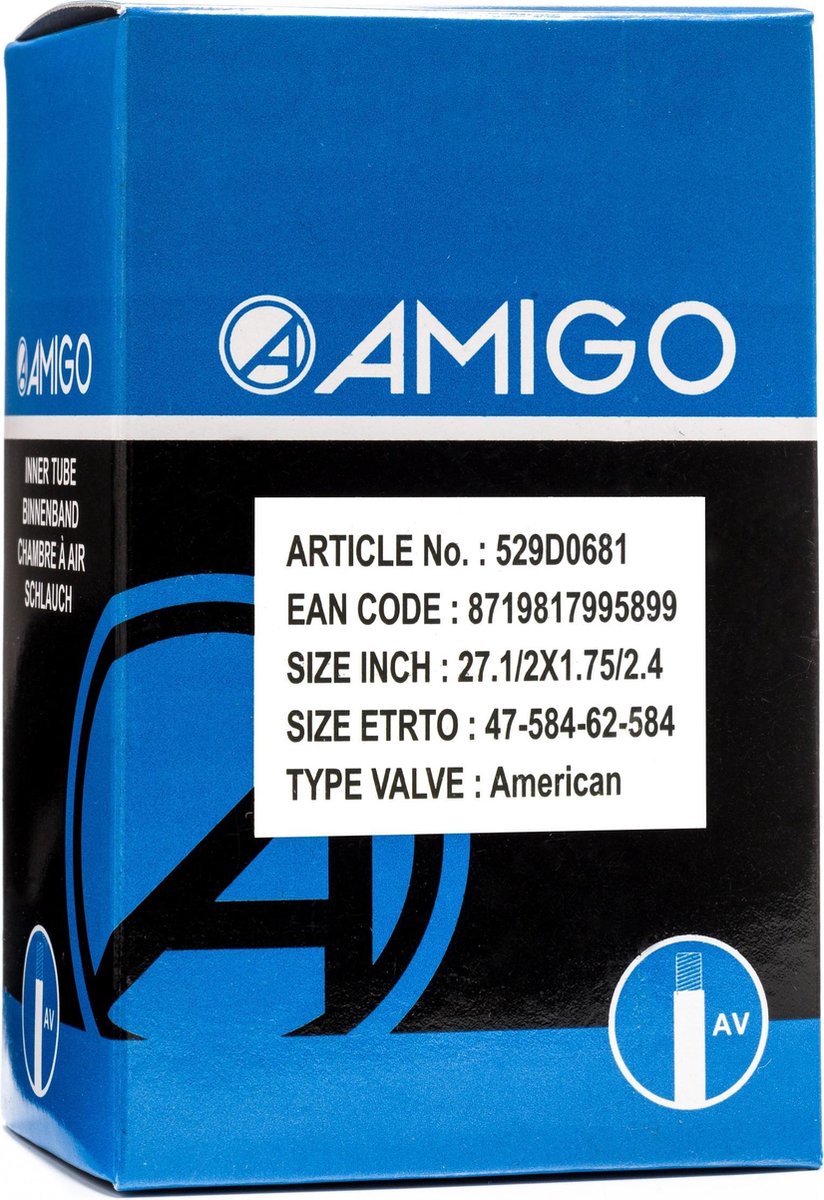 AMIGO
AMIGO
INNER TUBE
BINNENBAND
CHAMBRE À AIR
SCHLAUCH
ARTICLE No. : 529D0681
EAN CODE : 8719817995899
SIZE INCH : 27.1/2X1.75/2.4
SIZE ETRTO : 47-584-62-584
TYPE VALVE : American
AV
AV